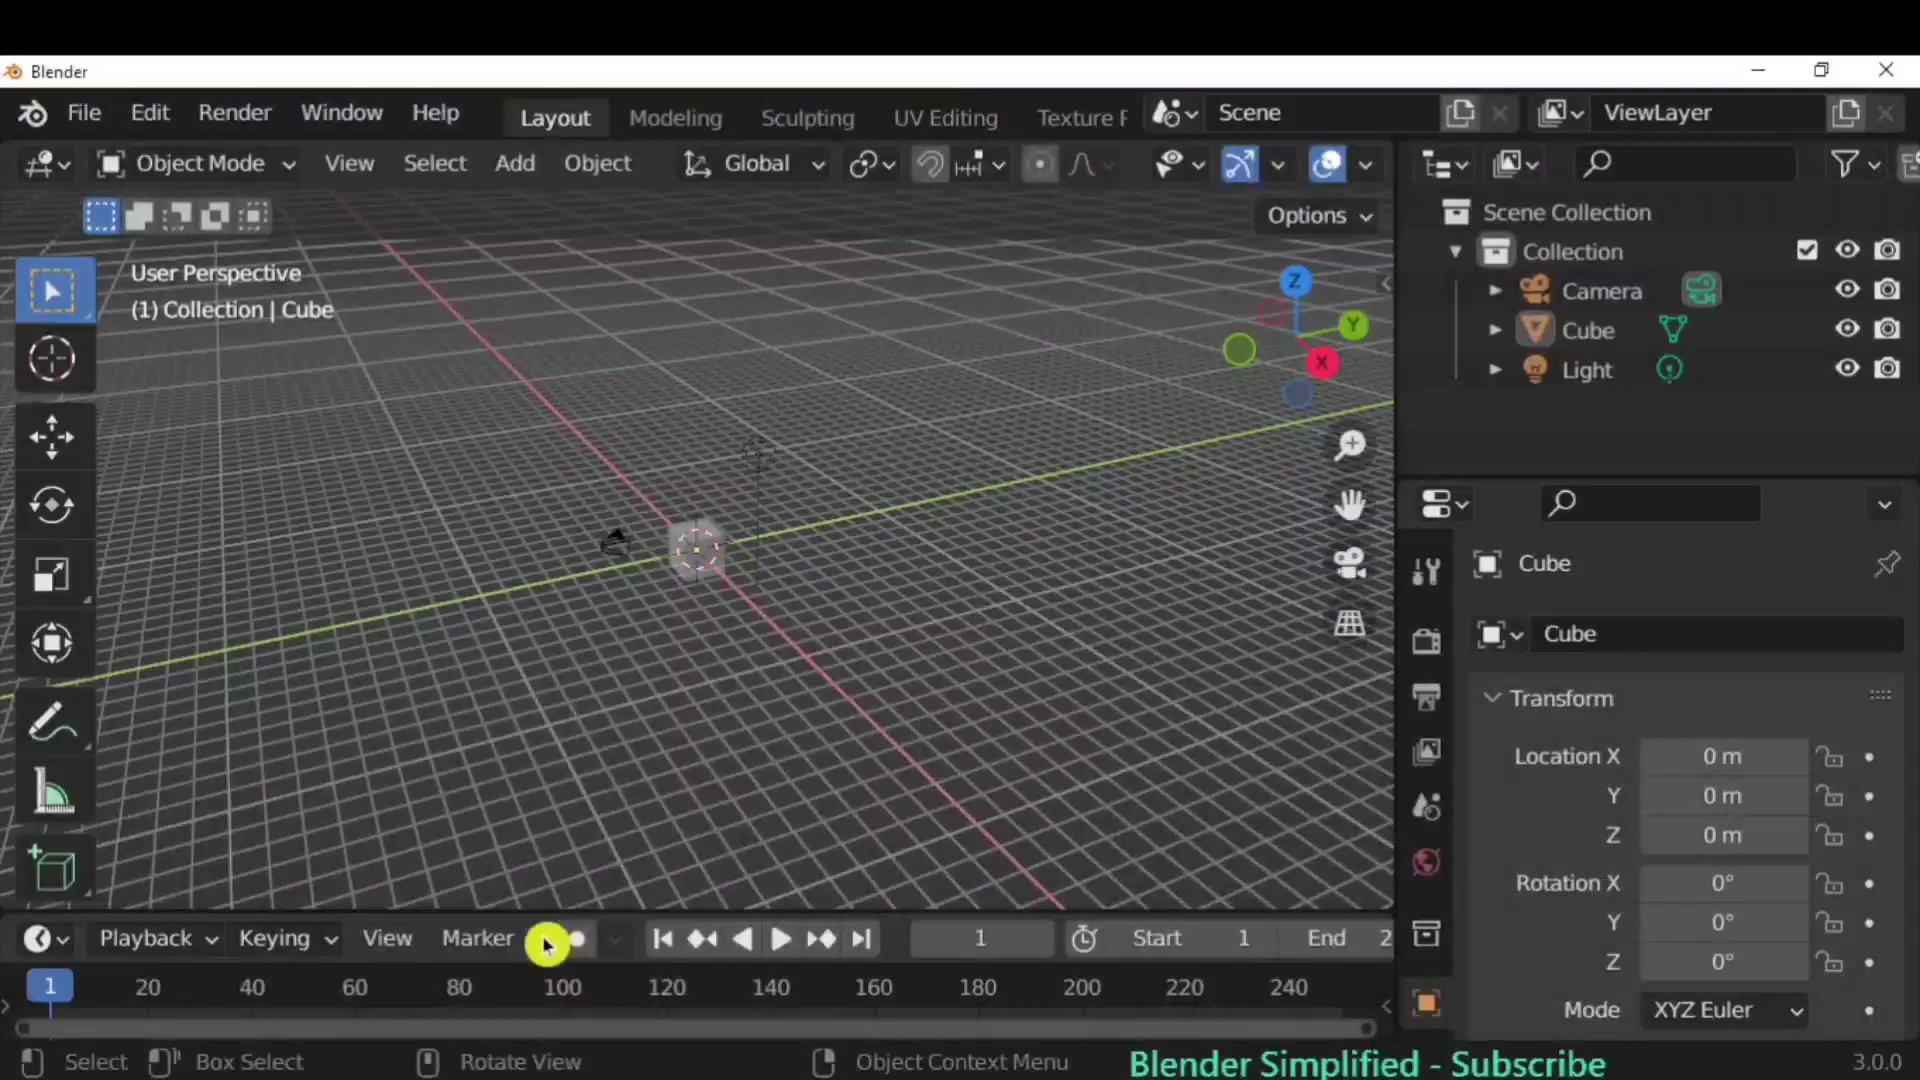 Blender
File Edit Render Window Help Layout Modeling Sculpting UV Editing Texture Scene ViewLayer
Object Mode View Select Add Object Global
Options
User Perspective
(1) Collection | Cube
Z
Y
X
Scene Collection
Collection
Camera
Cube
Light
Cube
Cube
Transform
Location X 0 m
Y 0 m
Z 0 m
Rotation X 0°
Y 0°
Z 0°
Mode XYZ Euler
Playback Keying View Marker 1 Start 1 End 2
1 20 40 60 80 100 120 140 160 180 200 220 240
Select Box Select Rotate View Object Context Menu Blender Simplified - Subscribe 3.0.0